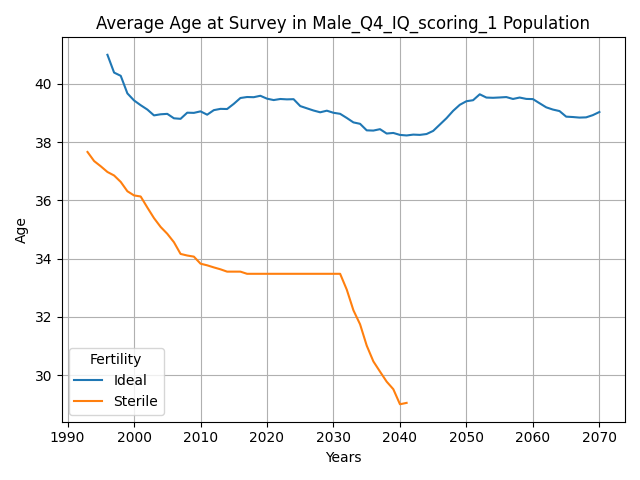 Average Age at Survey in Male_Q4_IQ_scoring_1 Population
Age
40
38
36
34
32
30
Fertility
Ideal
Sterile
1990 2000 2010 2020 2030 2040 2050 2060 2070
Years